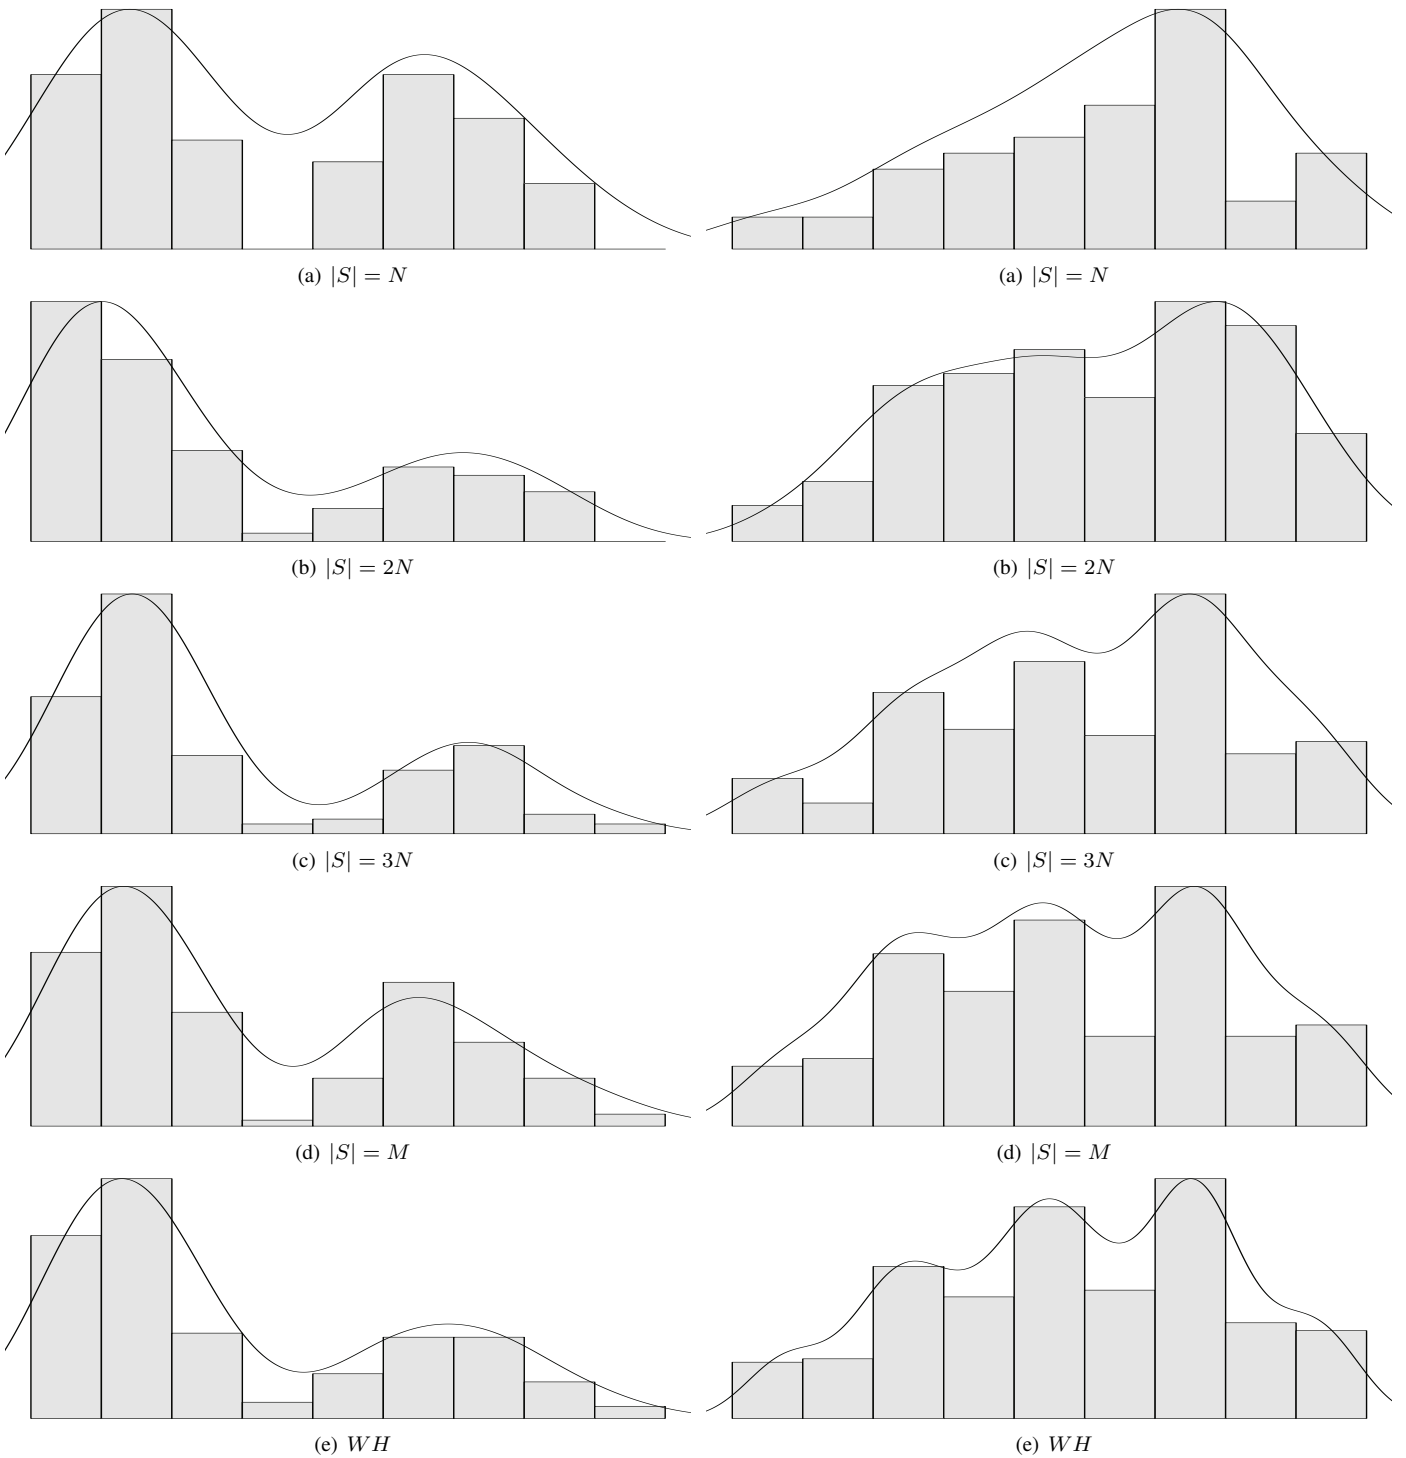 (a) |S| = N
(a) |S| = N
(b) |S| = 2N
(b) |S| = 2N
(c) |S| = 3N
(c) |S| = 3N
(d) |S| = M
(d) |S| = M
(e) WH
(e) WH